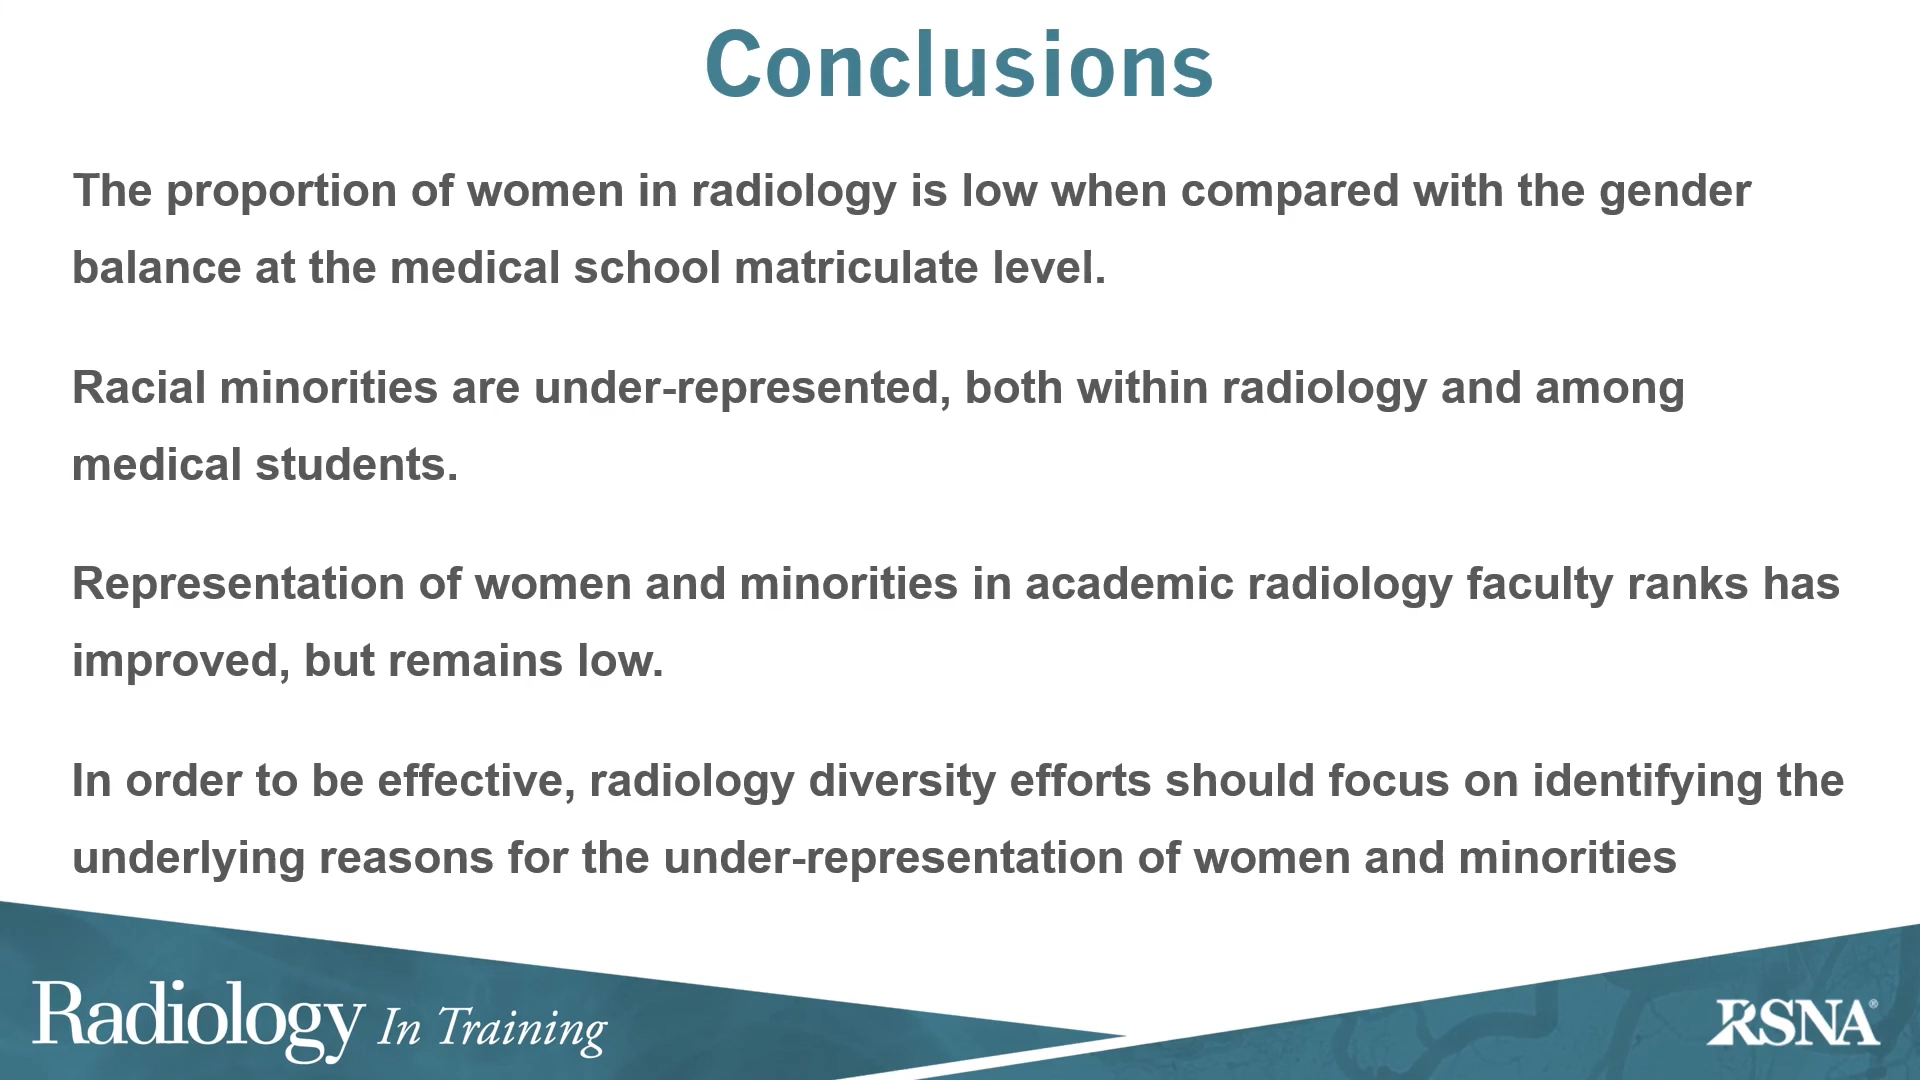 Conclusions
The proportion of women in radiology is low when compared with the gender
balance at the medical school matriculate level.
Racial minorities are under-represented, both within radiology and among
medical students.
Representation of women and minorities in academic radiology faculty ranks has
improved, but remains low.
In order to be effective, radiology diversity efforts should focus on identifying the
underlying reasons for the under-representation of women and minorities
Radiology In Training
RSNA®